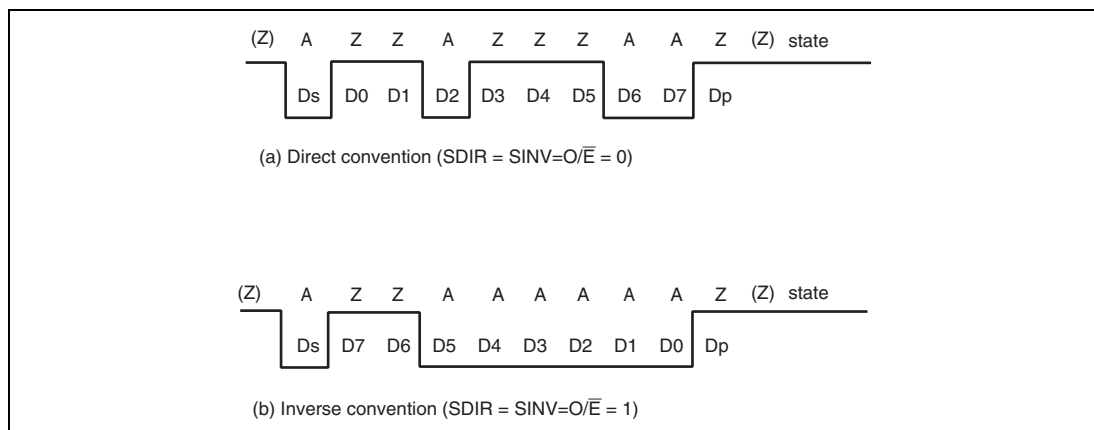 (Z) A Z Z A Z Z Z A A Z (Z) state
Ds D0 D1 D2 D3 D4 D5 D6 D7 Dp
(a) Direct convention (SDIR = SINV=O/E̅ = 0)
(Z) A Z Z A A A A A A Z (Z) state
Ds D7 D6 D5 D4 D3 D2 D1 D0 Dp
(b) Inverse convention (SDIR = SINV=O/E̅ = 1)